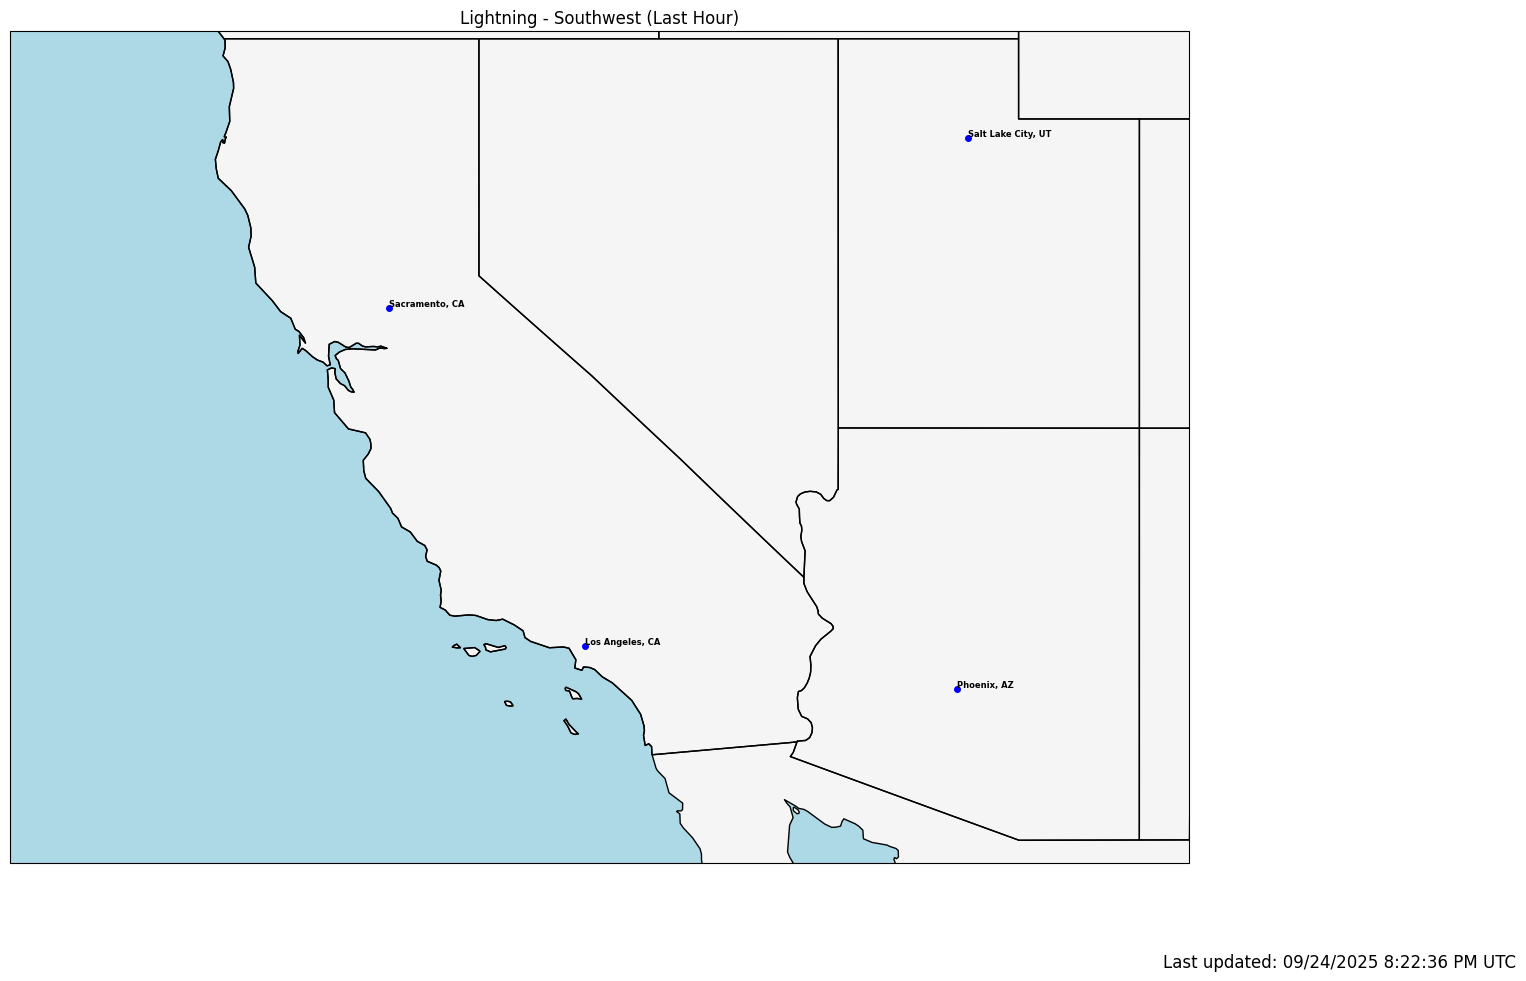 Lightning - Southwest (Last Hour)
Salt Lake City, UT
Sacramento, CA
Los Angeles, CA
Phoenix, AZ
Last updated: 09/24/2025 8:22:36 PM UTC